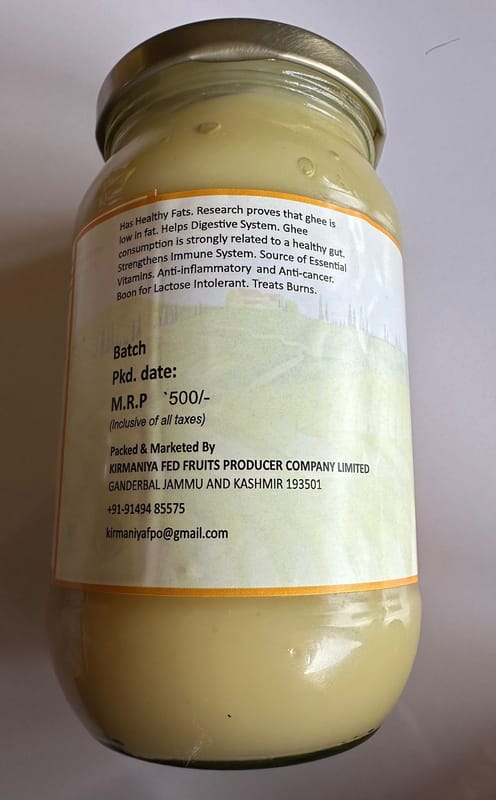 Has Healthy Fats. Research proves that ghee is
low in fat. Helps Digestive System. Ghee
consumption is strongly related to a healthy gut.
Strengthens Immune System. Source of Essential
Vitamins. Anti-inflammatory and Anti-cancer.
Boon for Lactose Intolerant. Treats Burns.
Batch
Pkd. date:
M.R.P `500/-
(Inclusive of all taxes)
Packed & Marketed By
KIRMANIYA FED FRUITS PRODUCER COMPANY LIMITED
GANDERBAL JAMMU AND KASHMIR 193501
+91-91494 85575
kirmaniyafpo@gmail.com